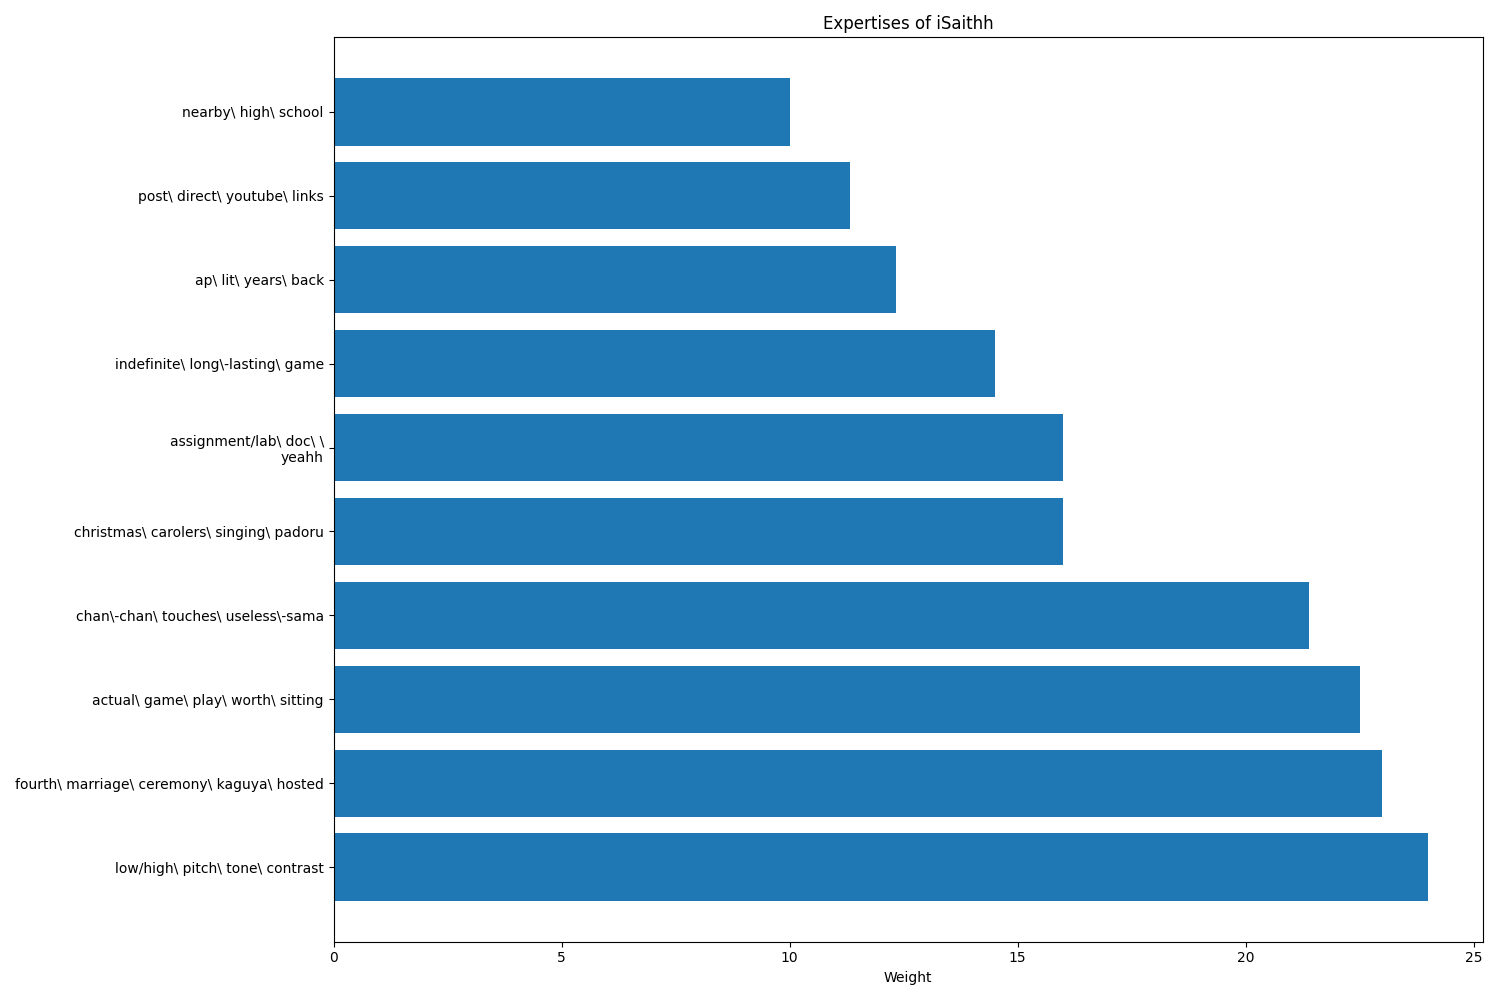 Expertises of iSaithh
nearby\ high\ school
post\ direct\ youtube\ links
ap\ lit\ years\ back
indefinite\ long\-lasting\ game
assignment/lab\ doc\ \
yeahh
christmas\ carolers\ singing\ padoru
chan\-chan\ touches\ useless\-sama
actual\ game\ play\ worth\ sitting
fourth\ marriage\ ceremony\ kaguya\ hosted
low/high\ pitch\ tone\ contrast
0 5 10 15 20 25
Weight